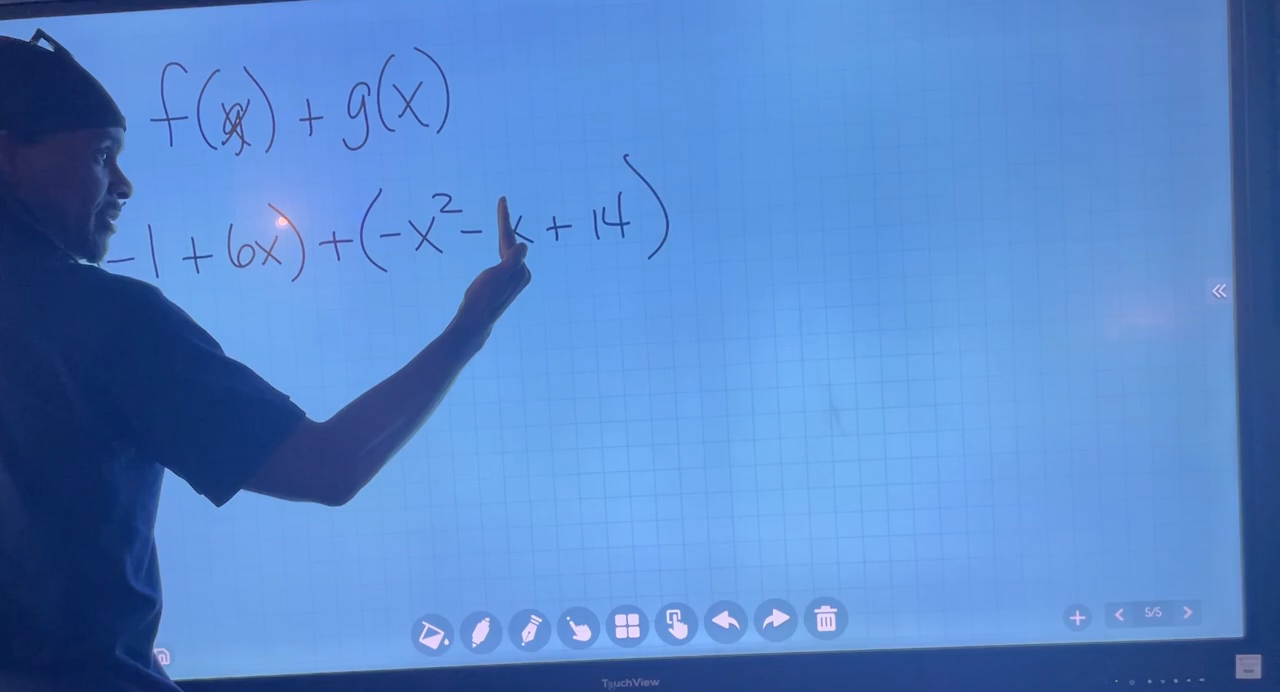 f(x) + g(x)
-1 + 6x) + (-x² - x + 14)
5/5
TouchView